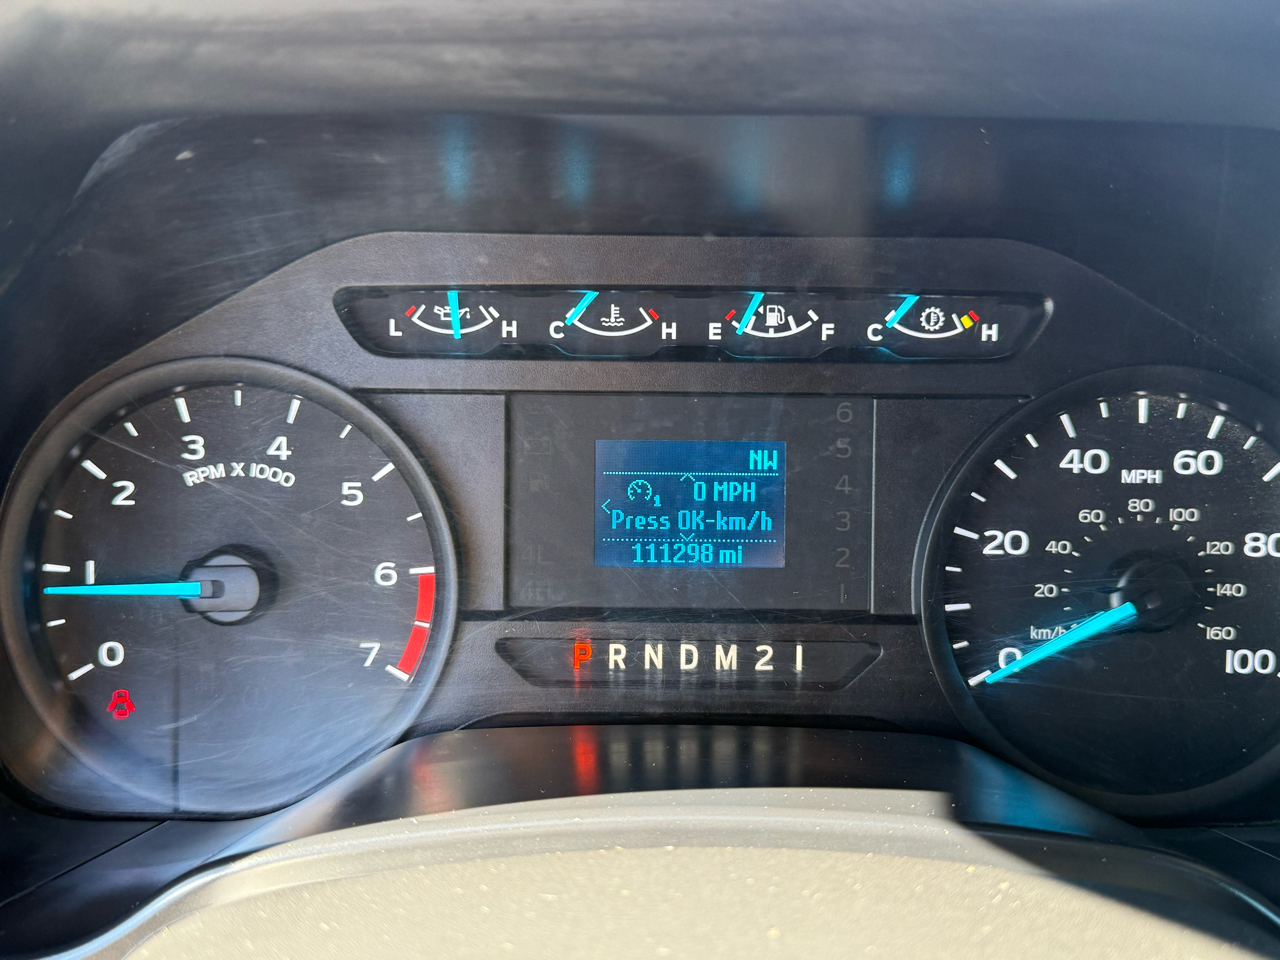 L H C H E F C H
3 4
RPM X 1000
2 5
1 6
0 7
6
5
4
3
2
1
4L
NW
0 MPH
1
Press OK-km/h
111298 mi
P R N D M 2 1
40 MPH 60
60 80 100
20 40 120 80
20 140
km/h 160
0 100